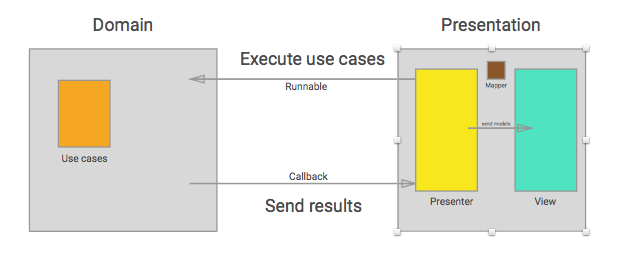 Domain
Presentation
Execute use cases
Runnable
Mapper
send models
Use cases
Callback
Presenter
View
Send results